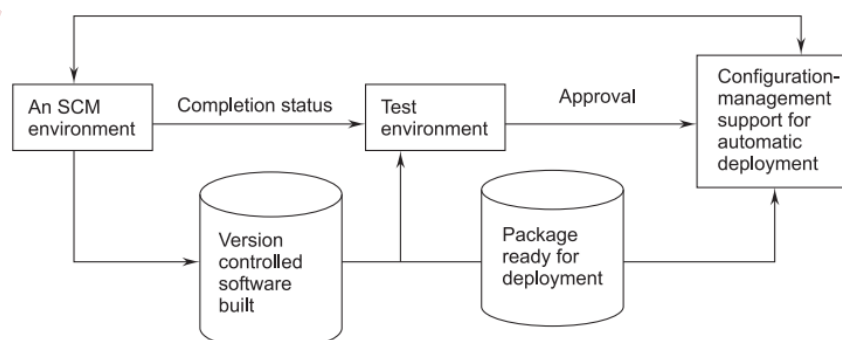 An SCM
environment
Completion status
Test
environment
Approval
Configuration-
management
support for
automatic
deployment
Version
controlled
software
built
Package
ready for
deployment